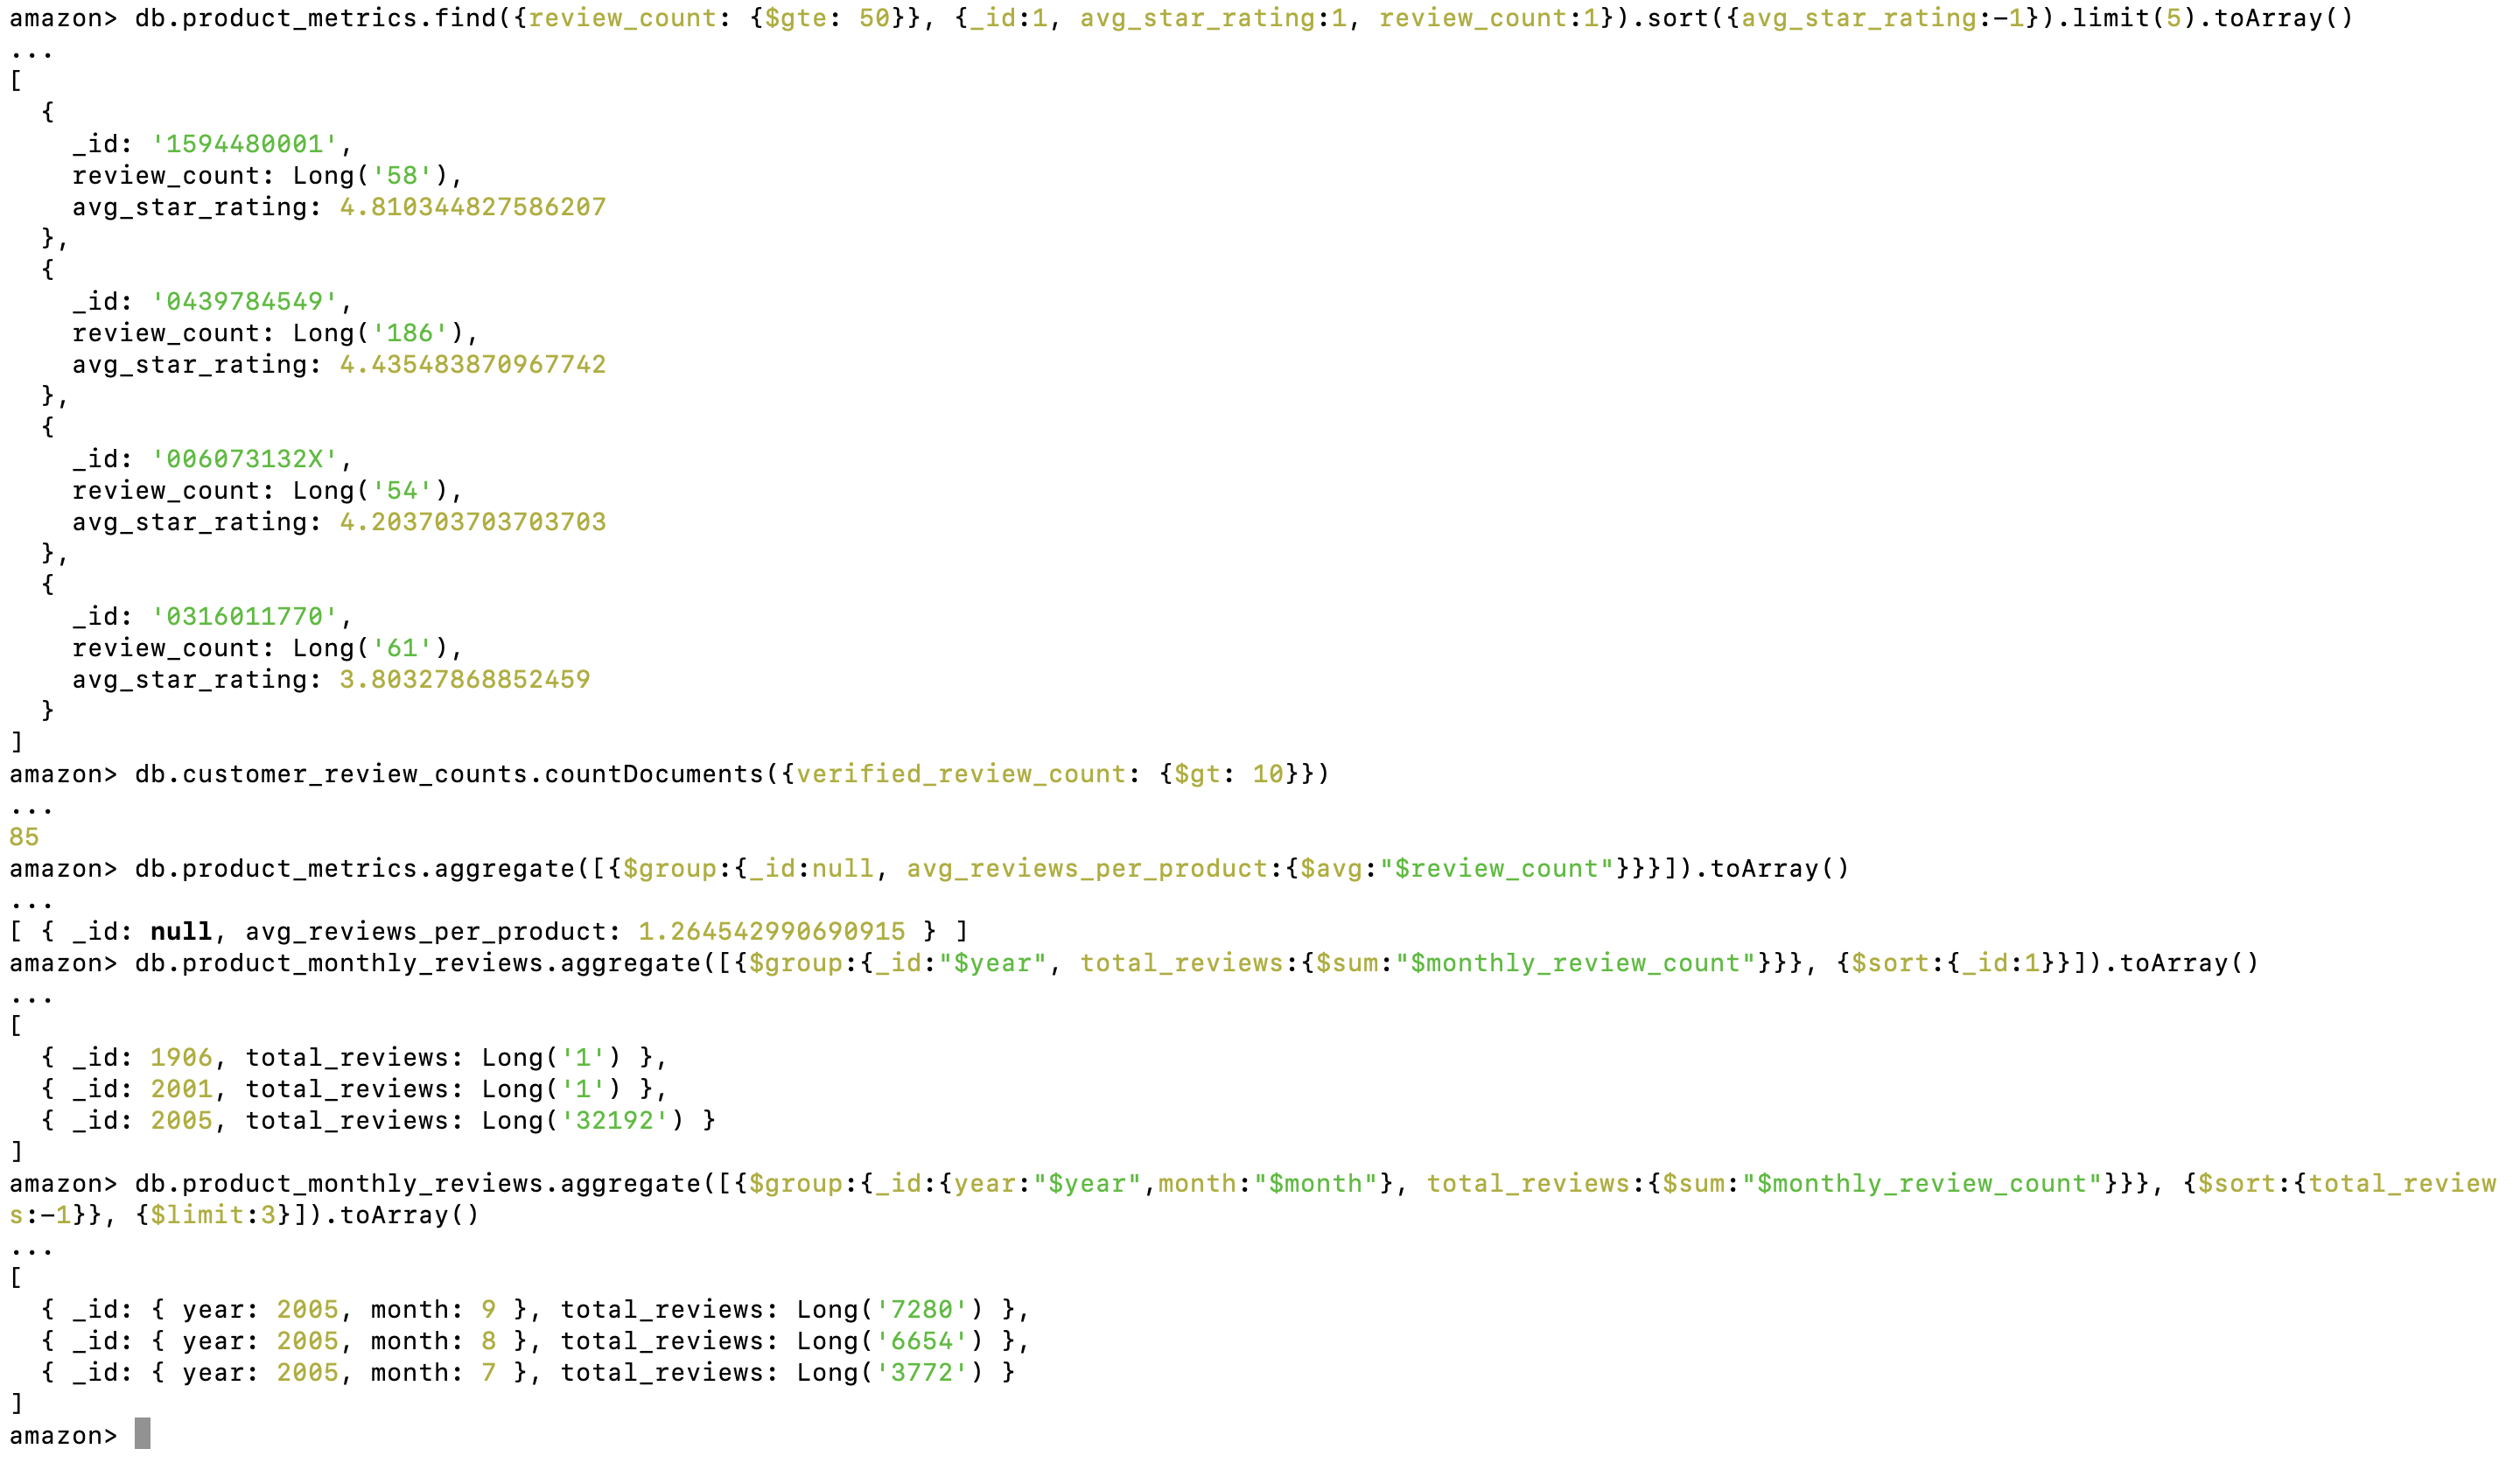 amazon> db.product_metrics.find({review_count: {$gte: 50}}, {_id:1, avg_star_rating:1, review_count:1}).sort({avg_star_rating:-1}).limit(5).toArray()
...
[
  {
    _id: '1594480001',
    review_count: Long('58'),
    avg_star_rating: 4.810344827586207
  },
  {
    _id: '0439784549',
    review_count: Long('186'),
    avg_star_rating: 4.435483870967742
  },
  {
    _id: '006073132X',
    review_count: Long('54'),
    avg_star_rating: 4.203703703703703
  },
  {
    _id: '0316011770',
    review_count: Long('61'),
    avg_star_rating: 3.80327868852459
  }
]
amazon> db.customer_review_counts.countDocuments({verified_review_count: {$gt: 10}})
...
85
amazon> db.product_metrics.aggregate([{$group:{_id:null, avg_reviews_per_product:{$avg:"$review_count"}}}]).toArray()
...
[ { _id: null, avg_reviews_per_product: 1.264542990690915 } ]
amazon> db.product_monthly_reviews.aggregate([{$group:{_id:"$year", total_reviews:{$sum:"$monthly_review_count"}}}, {$sort:{_id:1}}]).toArray()
...
[
  { _id: 1906, total_reviews: Long('1') },
  { _id: 2001, total_reviews: Long('1') },
  { _id: 2005, total_reviews: Long('32192') }
]
amazon> db.product_monthly_reviews.aggregate([{$group:{_id:{year:"$year",month:"$month"}, total_reviews:{$sum:"$monthly_review_count"}}}, {$sort:{total_review
s:-1}}, {$limit:3}]).toArray()
...
[
  { _id: { year: 2005, month: 9 }, total_reviews: Long('7280') },
  { _id: { year: 2005, month: 8 }, total_reviews: Long('6654') },
  { _id: { year: 2005, month: 7 }, total_reviews: Long('3772') }
]
amazon>